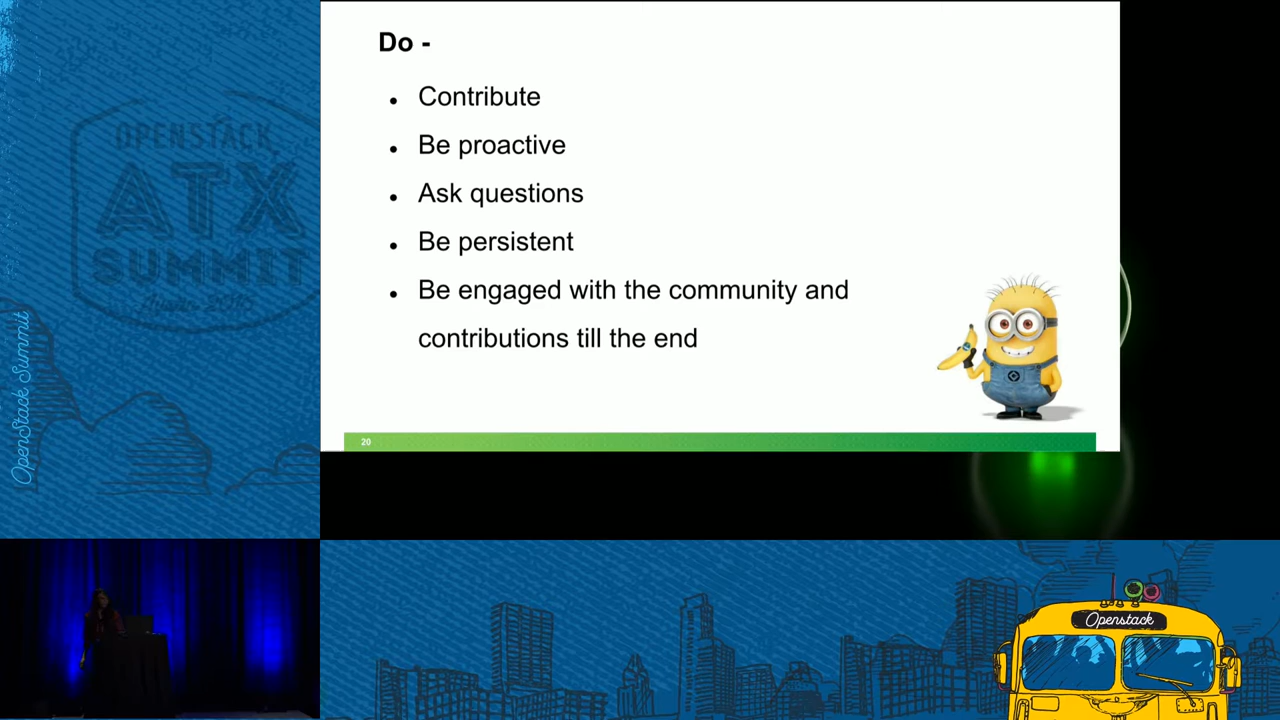 Do -
Contribute
Be proactive
Ask questions
Be persistent
Be engaged with the community and
contributions till the end
20
OPENSTACK
ATX
SUMMIT
OpenStack Summit
Openstack